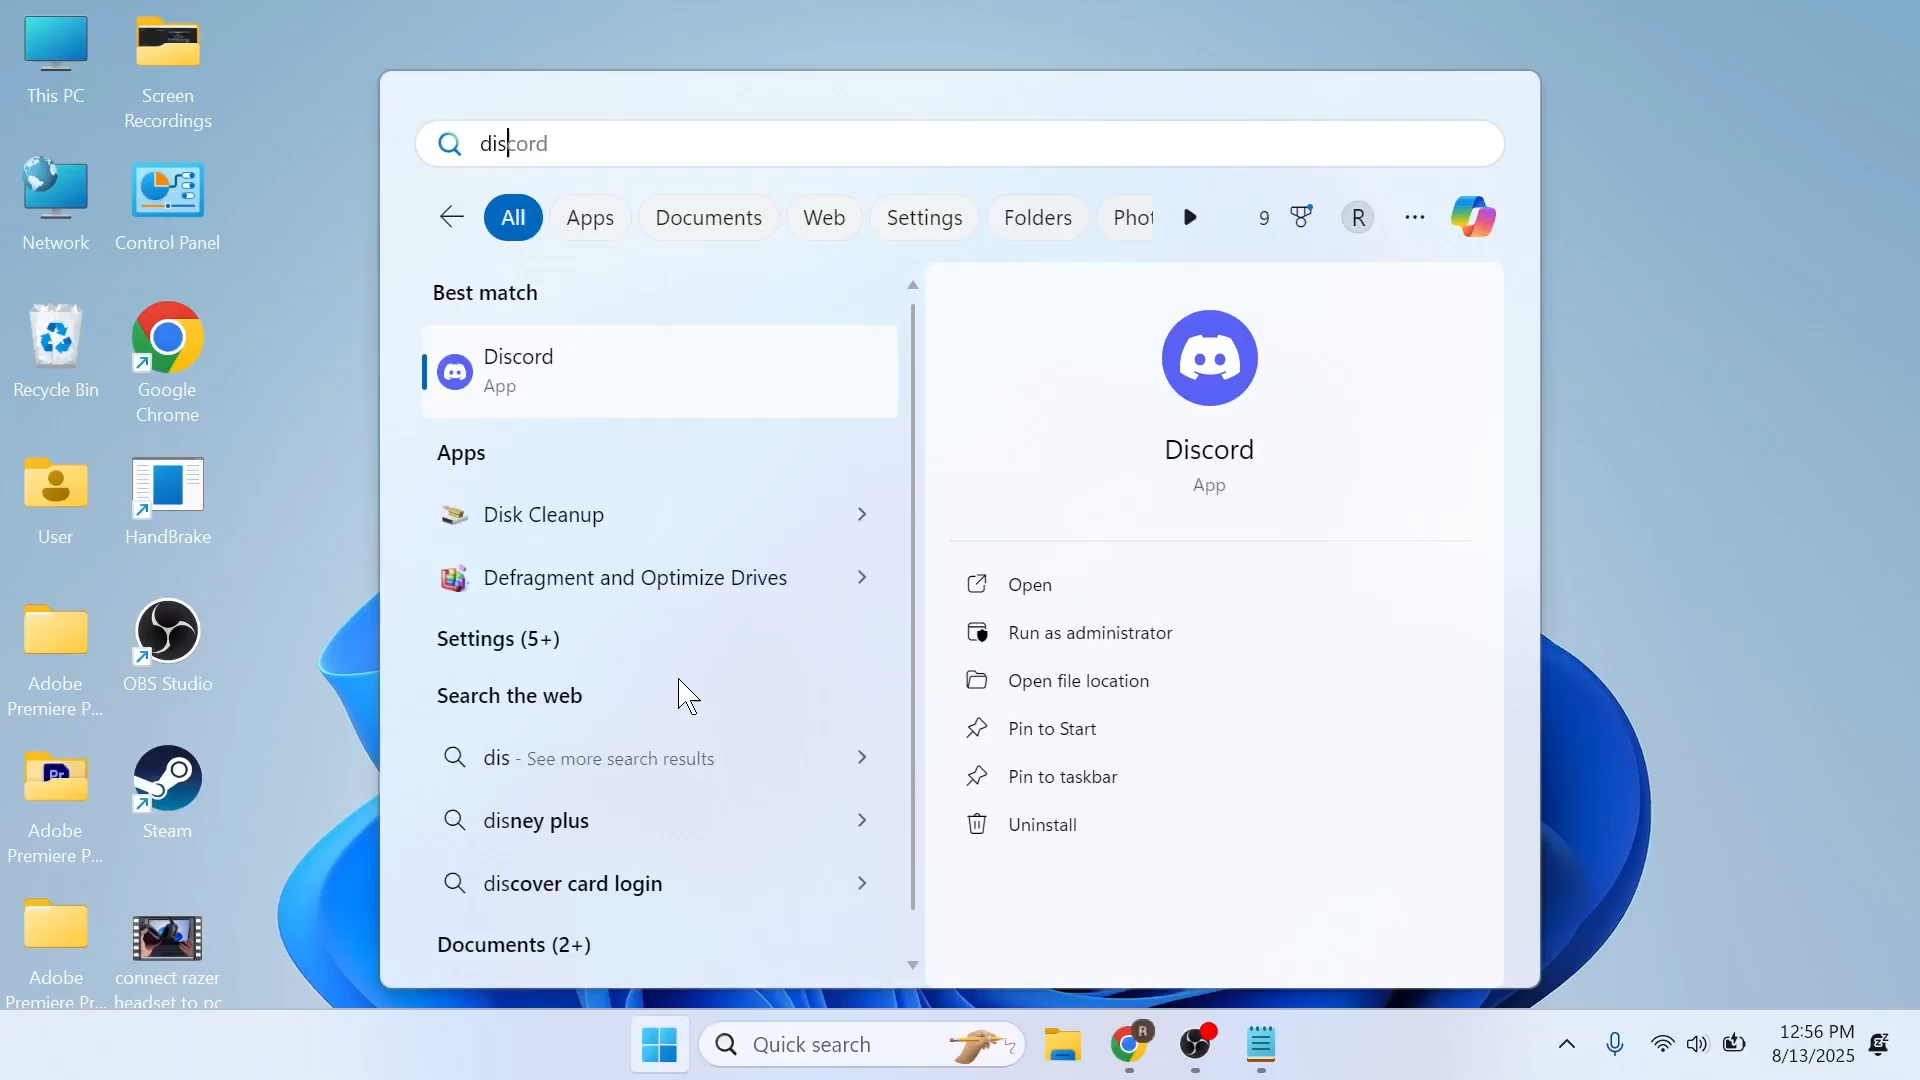 This PC
Screen
Recordings
Network
Control Panel
Recycle Bin
Google
Chrome
User
HandBrake
Adobe
Premiere P...
OBS Studio
Adobe
Premiere P...
Steam
Adobe
Premiere Pr...
connect razer
headset to pc
discord
All
Apps
Documents
Web
Settings
Folders
Phot
9
R
Best match
Discord
App
Apps
Disk Cleanup
Defragment and Optimize Drives
Settings (5+)
Search the web
dis - See more search results
disney plus
discover card login
Documents (2+)
Discord
App
Open
Run as administrator
Open file location
Pin to Start
Pin to taskbar
Uninstall
Pr
Quick search
R
12:56 PM
8/13/2025